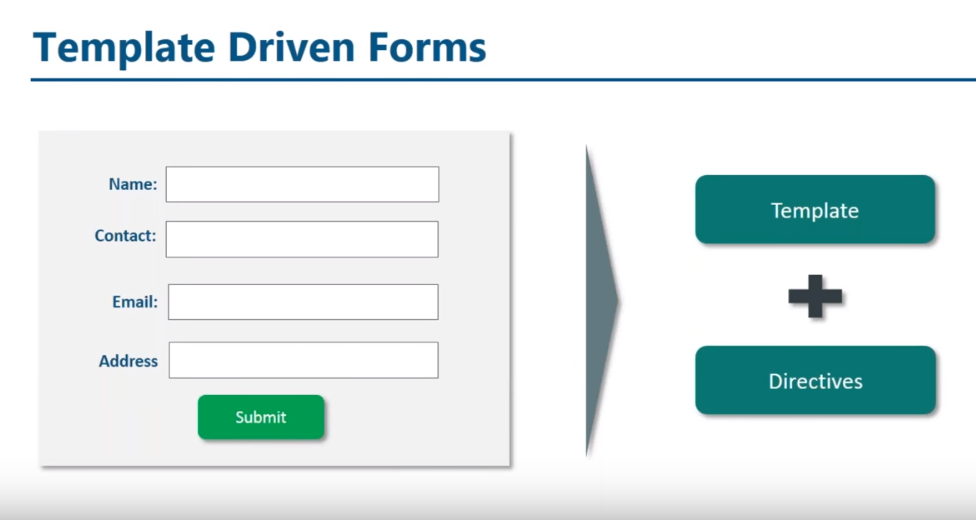 Template Driven Forms
Name:
Contact:
Email:
Address
Submit
Template
Directives